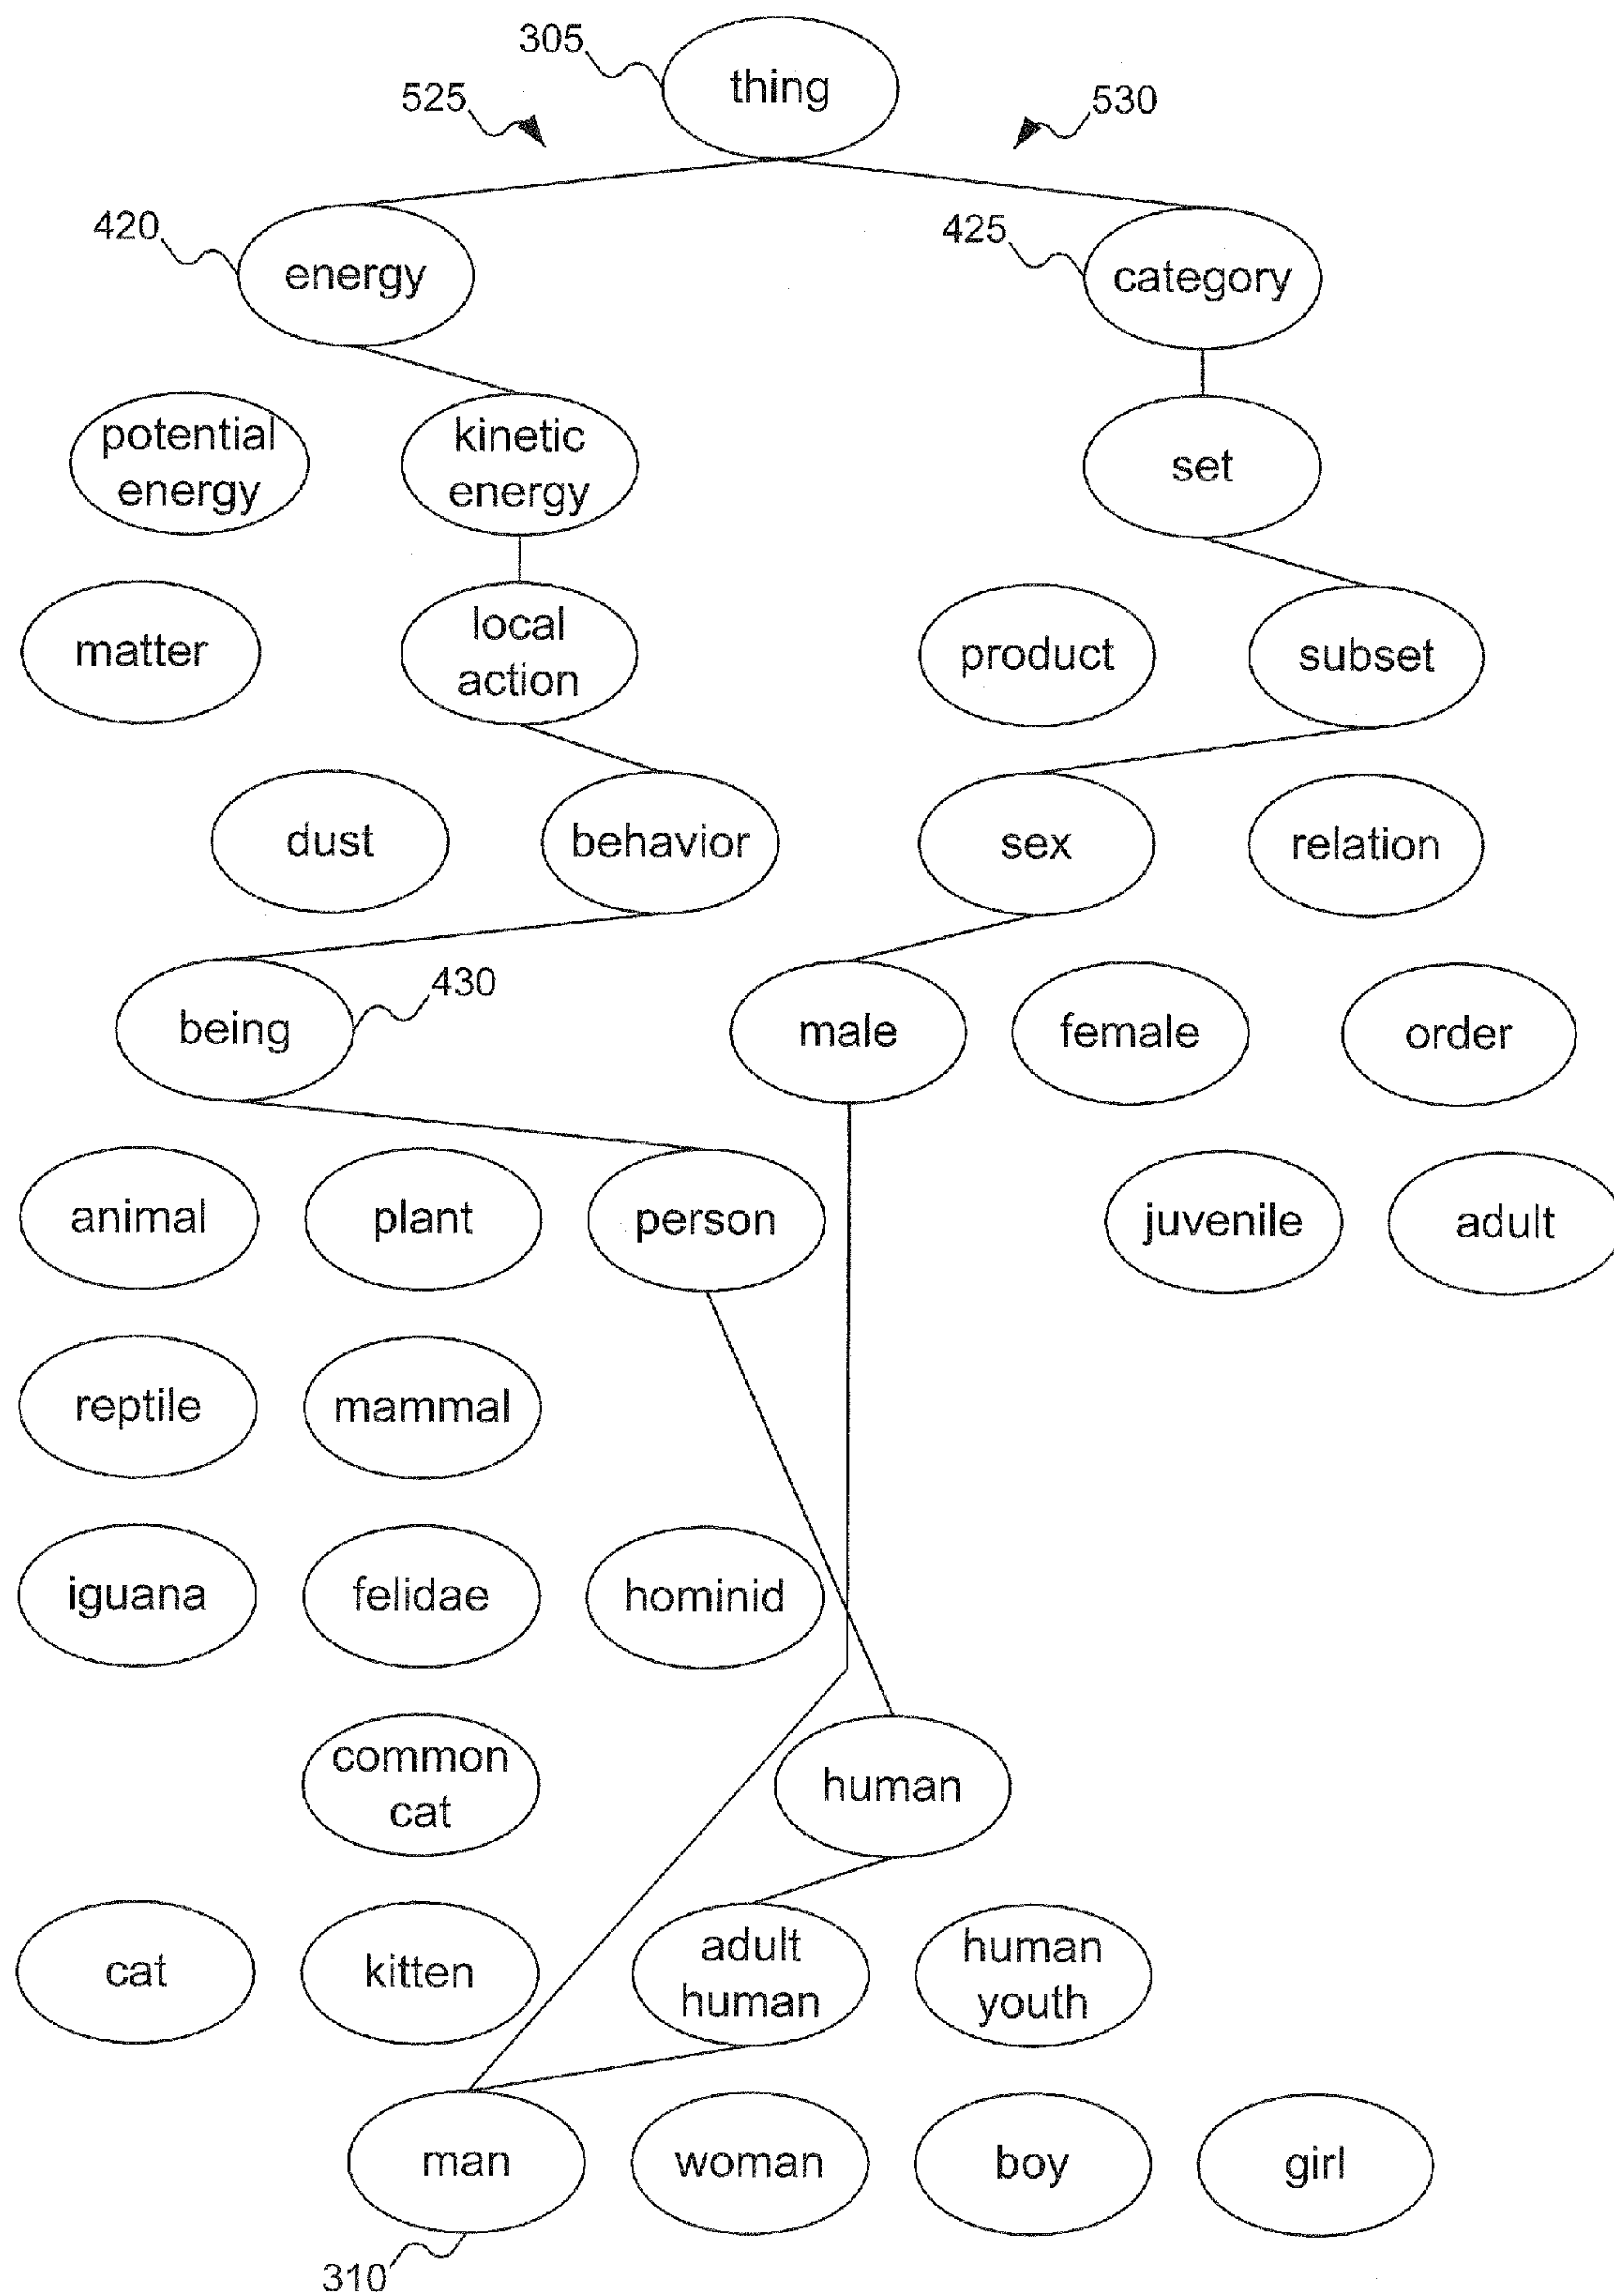 305
thing
525
530
420
energy
425
category
potential
energy
kinetic
energy
set
matter
local
action
product
subset
dust
behavior
sex
relation
being
430
male
female
order
animal
plant
person
juvenile
adult
reptile
mammal
iguana
felidae
hominid
common
cat
human
cat
kitten
adult
human
human
youth
man
woman
boy
girl
310